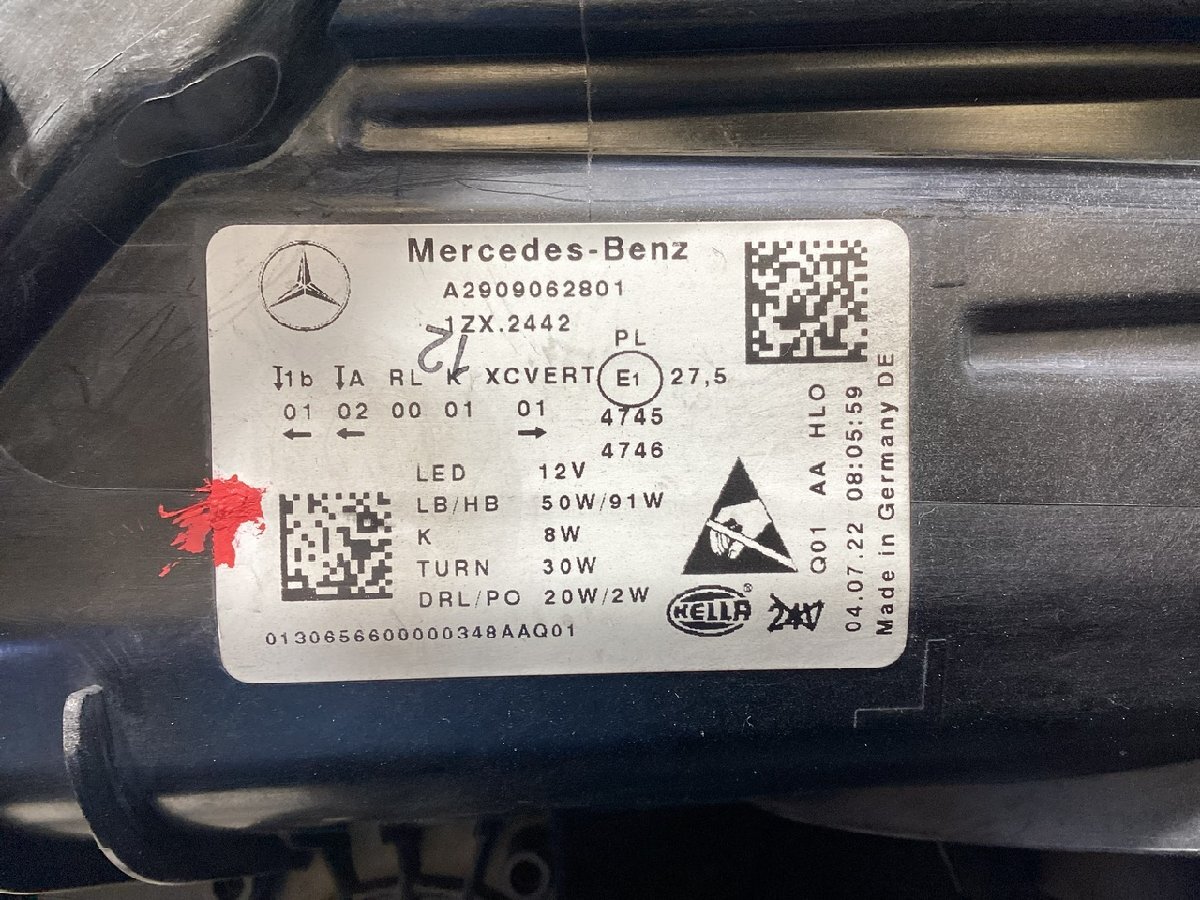 Mercedes-Benz
A2909062801
1ZX.2442
12
PL
1b A RL K XCVERT E1 27,5
01 02 00 01 01 4745
4746
LED 12V
LB/HB 50W/91W
K 8W
TURN 30W
DRL/PO 20W/2W
HELLA® 24V
0130656600000348AAQ01
Q01 AA HLO
04.07.22 08:05:59
Made in Germany DE